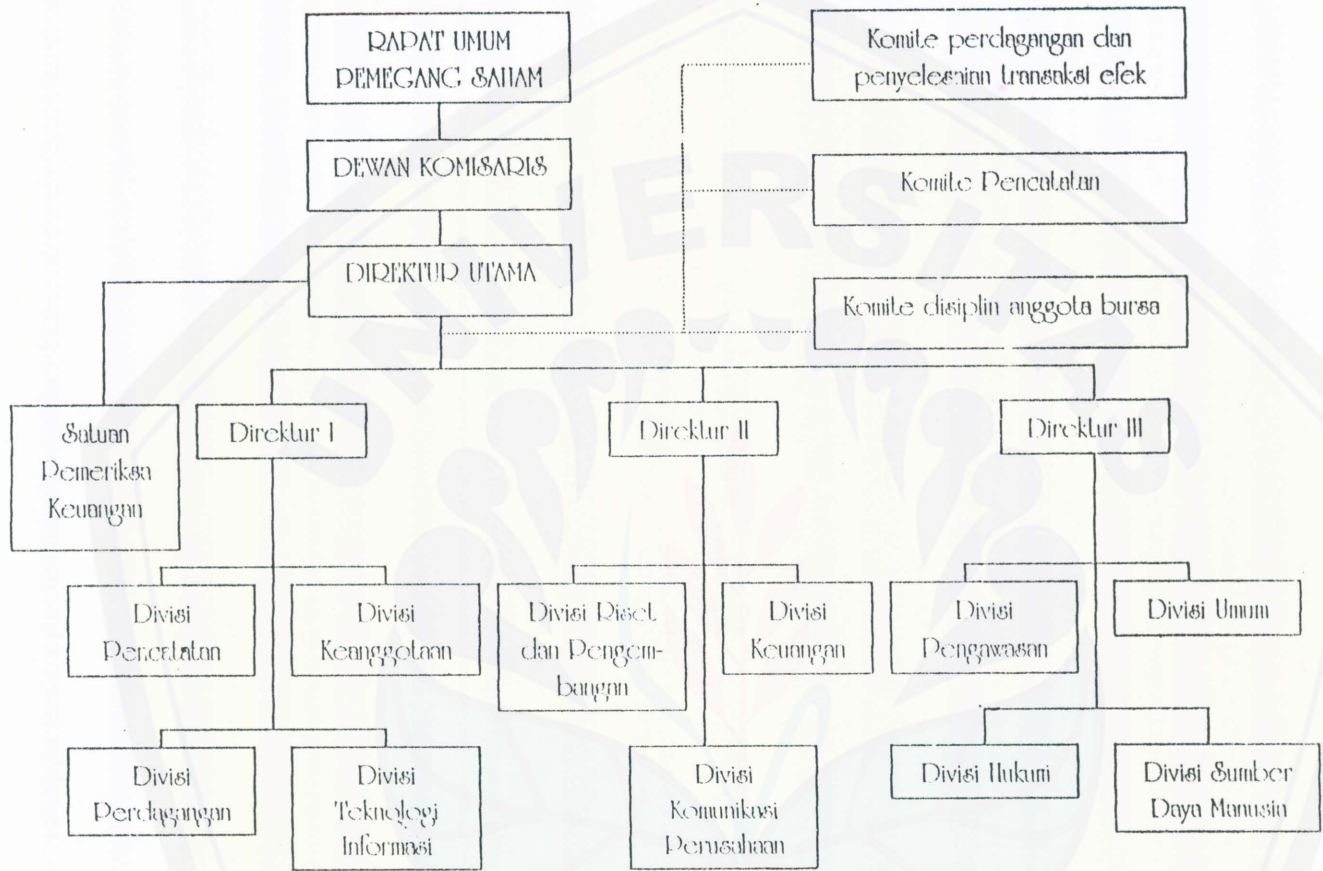 RAPAT UMUM
PEMEGANG SAHAM
Komite perdagangan dan
penyelesaian transaksi efek
DEWAN KOMISARIS
Komite Pencatatan
DIREKTUR UTAMA
Komite disiplin anggota bursa
Satuan
Pemeriksa
Keuangan
Direktur I
Direktur II
Direktur III
Divisi
Pencatatan
Divisi
Keanggotaan
Divisi Riset
dan Pengem-
bangan
Divisi
Keuangan
Divisi
Pengawasan
Divisi Umum
Divisi
Perdagangan
Divisi
Teknologi
Informasi
Divisi
Komunikasi
Perusahaan
Divisi Hukum
Divisi Sumber
Daya Manusia
UNIVERSITAS